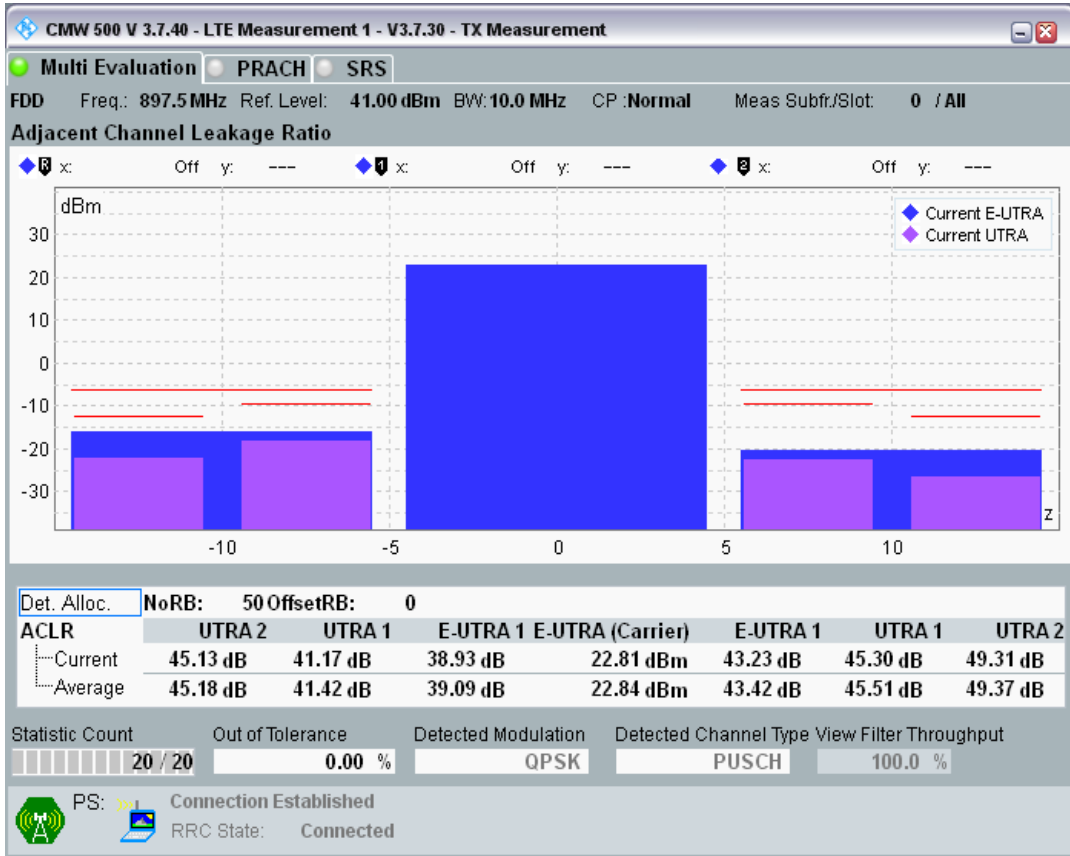 CMW 500 V 3.7.40 - LTE Measurement 1 - V3.7.30 - TX Measurement
Multi Evaluation PRACH SRS
FDD Freq.: 897.5 MHz Ref. Level: 41.00 dBm BW: 10.0 MHz CP :Normal Meas Subfr./Slot: 0 / All
Adjacent Channel Leakage Ratio
R x: Off y: --- 1 x: Off y: --- 2 x: Off y: ---
dBm
Current E-UTRA
Current UTRA
30
20
10
0
-10
-20
-30
z
-10 -5 0 5 10
Det. Alloc. NoRB: 50 OffsetRB: 0
ACLR UTRA 2 UTRA 1 E-UTRA 1 E-UTRA (Carrier) E-UTRA 1 UTRA 1 UTRA 2
Current 45.13 dB 41.17 dB 38.93 dB 22.81 dBm 43.23 dB 45.30 dB 49.31 dB
Average 45.18 dB 41.42 dB 39.09 dB 22.84 dBm 43.42 dB 45.51 dB 49.37 dB
Statistic Count Out of Tolerance Detected Modulation Detected Channel Type View Filter Throughput
20 / 20 0.00 % QPSK PUSCH 100.0 %
PS: Connection Established
RRC State: Connected